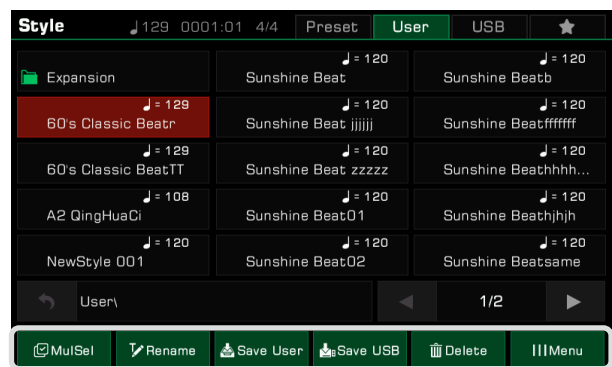 Style ♩129 0001:01 4/4 Preset User USB ★
♩= 120 ♩= 120
Expansion Sunshine Beat Sunshine Beatb
♩= 129 ♩= 120 ♩= 120
60's Classic Beatr Sunshine Beat jjjjjj Sunshine Beatfffffff
♩= 129 ♩= 120 ♩= 120
60's Classic BeatTT Sunshine Beat zzzzz Sunshine Beathhhh...
♩= 108 ♩= 120 ♩= 120
A2 QingHuaCi Sunshine Beat01 Sunshine Beathjhjh
♩= 120 ♩= 120 ♩= 120
NewStyle 001 Sunshine Beat02 Sunshine Beatsame
User\ 1/2
MulSel Rename Save User Save USB Delete Menu